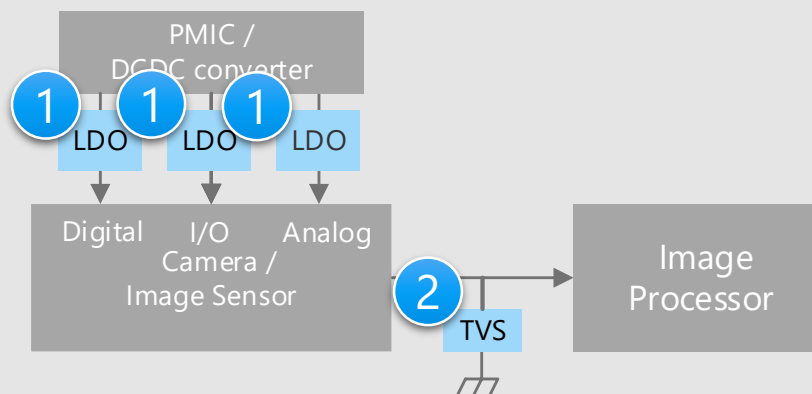 PMIC /
DCDC converter
1 1 1
LDO LDO LDO
Digital I/O Analog
Camera /
Image Sensor
2
TVS
Image
Processor